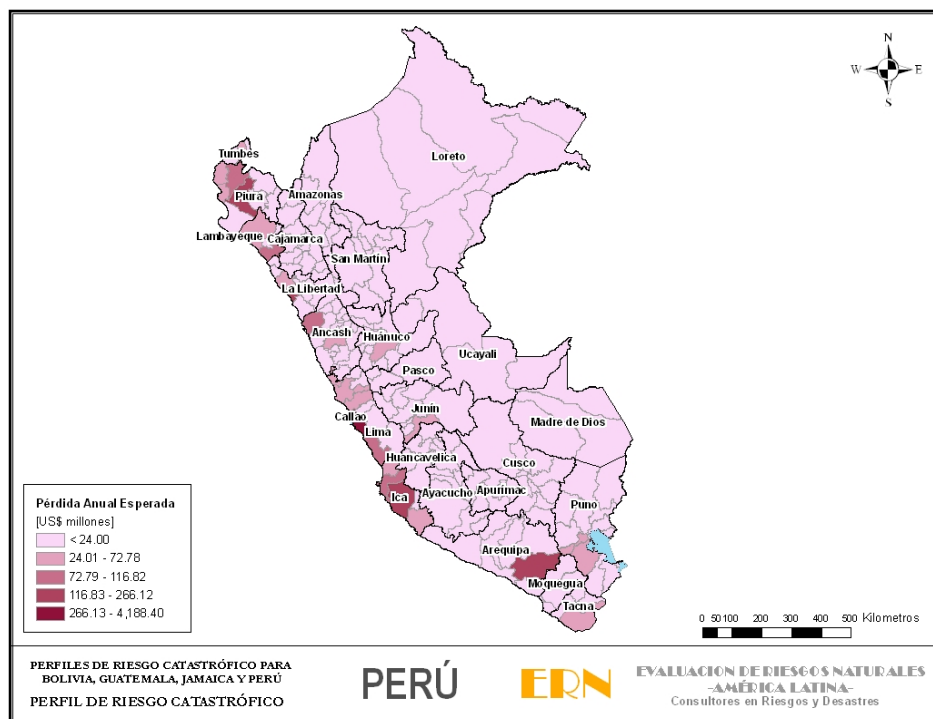 N
W E
S
Tumbes
Loreto
Piura
Amazonas
Lambayeque
Cajamarca
San Martín
La Libertad
Ancash
Huánuco
Ucayali
Pasco
Callao
Junín
Lima
Madre de Dios
Huancavelica
Cusco
Ica
Ayacucho
Apurímac
Puno
Arequipa
Moquegua
Tacna
Pérdida Anual Esperada
[US$ millones]
< 24.00
24.01 - 72.78
72.79 - 116.82
116.83 - 266.12
266.13 - 4,188.40
0 50100 200 300 400 500 Kilometros
PERFILES DE RIESGO CATASTRÓFICO PARA
BOLIVIA, GUATEMALA, JAMAICA Y PERÚ
PERFIL DE RIESGO CATASTRÓFICO
PERÚ
ERN
EVALUACION DE RIESGOS NATURALES
-AMÉRICA LATINA-
Consultores en Riesgos y Desastres